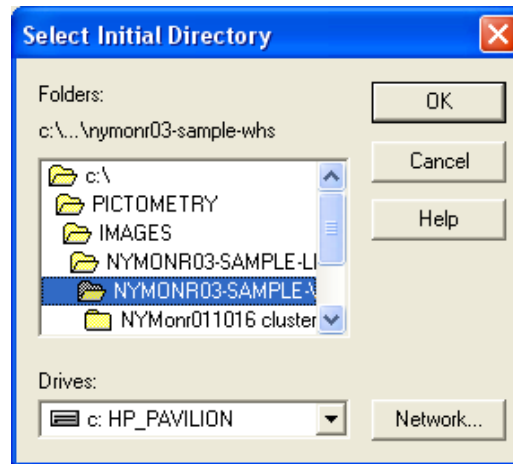 Select Initial Directory
Folders:
c:\...\nymonr03-sample-whs
c:\
PICTOMETRY
IMAGES
NYMONR03-SAMPLE-LI
NYMONR03-SAMPLE-
NYMonr011016 cluster
Drives:
c: HP_PAVILION
OK
Cancel
Help
Network...